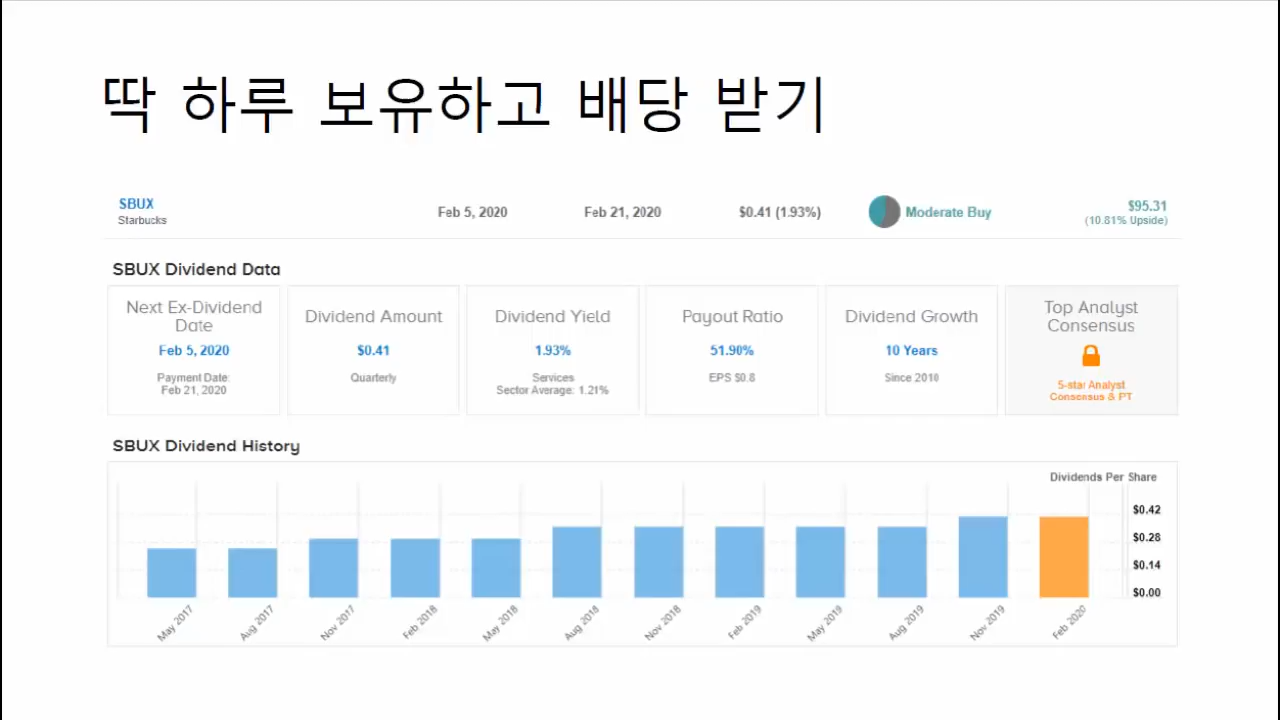 딱 하루 보유하고 배당 받기
SBUX
Starbucks
Feb 5, 2020
Feb 21, 2020
$0.41 (1.93%)
Moderate Buy
$95.31
(10.81% Upside)
SBUX Dividend Data
Next Ex-Dividend
Date
Feb 5, 2020
Payment Date:
Feb 21, 2020
Dividend Amount
$0.41
Quarterly
Dividend Yield
1.93%
Services
Sector Average: 1.21%
Payout Ratio
51.90%
EPS $0.8
Dividend Growth
10 Years
Since 2010
Top Analyst
Consensus
5-star Analyst
Consensus & PT
SBUX Dividend History
Dividends Per Share
$0.42
$0.28
$0.14
$0.00
May 2017
Aug 2017
Nov 2017
Feb 2018
May 2018
Aug 2018
Nov 2018
Feb 2019
May 2019
Aug 2019
Nov 2019
Feb 2020